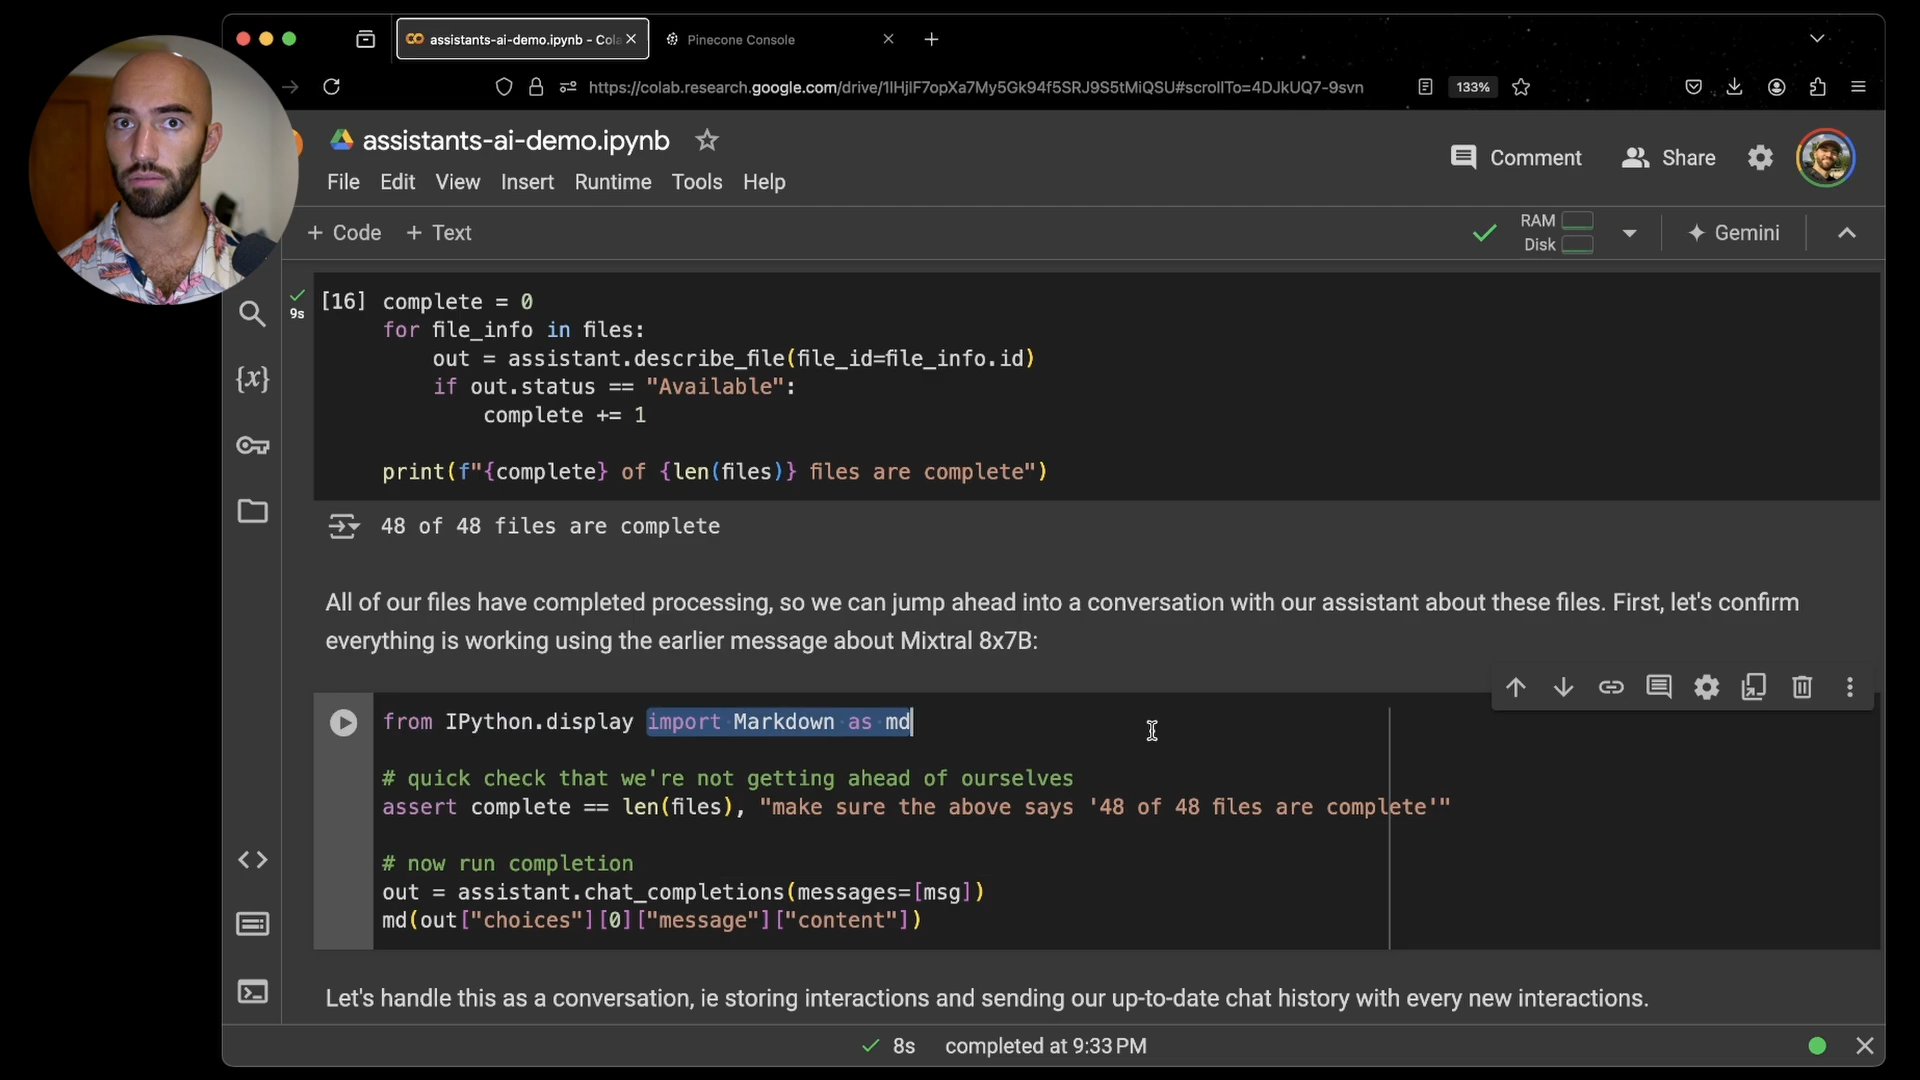 assistants-ai-demo.ipynb - Cola
Pinecone Console
https://colab.research.google.com/drive/1lHjlF7opXa7My5Gk94f5SRJ9S5tMiQSU#scrollTo=4DJkUQ7-9svn
133%
assistants-ai-demo.ipynb
Comment
Share
File Edit View Insert Runtime Tools Help
+ Code + Text
RAM
Disk
Gemini
9s
[16] complete = 0
for file_info in files:
    out = assistant.describe_file(file_id=file_info.id)
    if out.status == "Available":
        complete += 1
print(f"{complete} of {len(files)} files are complete")
48 of 48 files are complete
All of our files have completed processing, so we can jump ahead into a conversation with our assistant about these files. First, let's confirm
everything is working using the earlier message about Mixtral 8x7B:
from IPython.display import Markdown as md
# quick check that we're not getting ahead of ourselves
assert complete == len(files), "make sure the above says '48 of 48 files are complete'"
# now run completion
out = assistant.chat_completions(messages=[msg])
md(out["choices"][0]["message"]["content"])
Let's handle this as a conversation, ie storing interactions and sending our up-to-date chat history with every new interactions.
8s completed at 9:33 PM